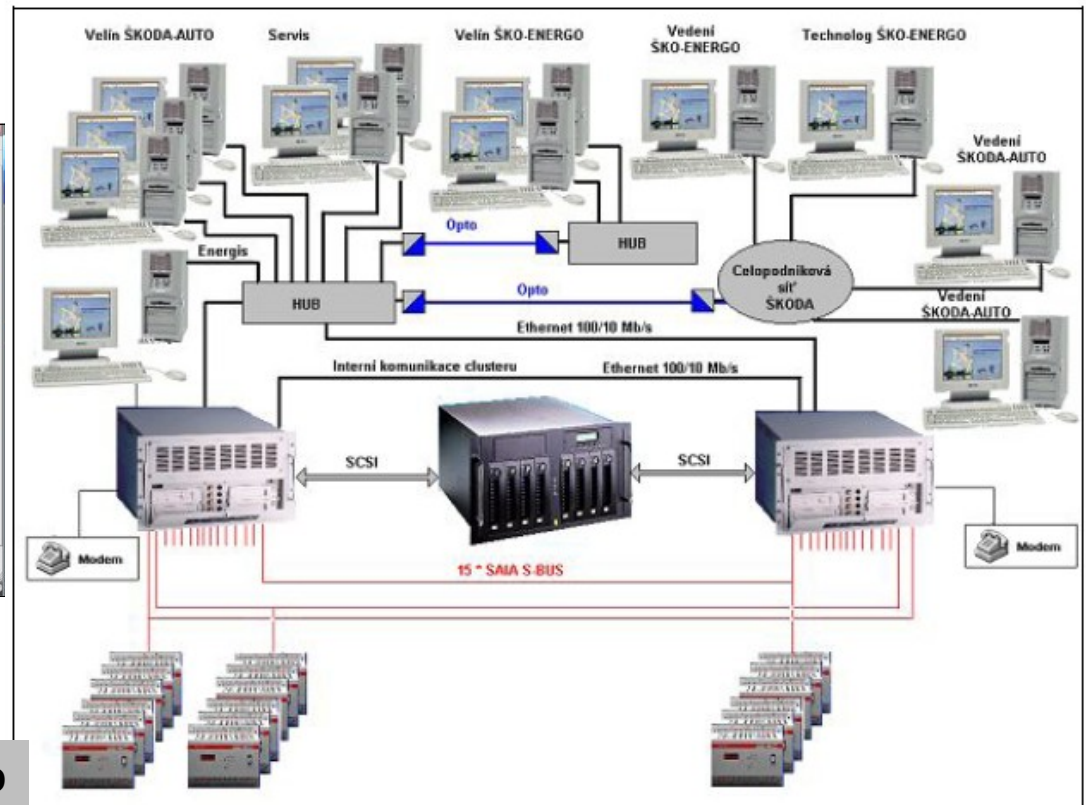 Velín ŠKODA-AUTO
Servis
Velín ŠKO-ENERGO
Vedení
ŠKO-ENERGO
Technolog ŠKO-ENERGO
Vedení
ŠKODA-AUTO
Opto
HUB
Energis
Celopodniková
síť
ŠKODA
HUB
Opto
Vedení
ŠKODA-AUTO
Ethernet 100/10 Mb/s
Interní komunikace clusteru
Ethernet 100/10 Mb/s
SCSI
SCSI
Modem
Modem
15 * SAIA S-BUS